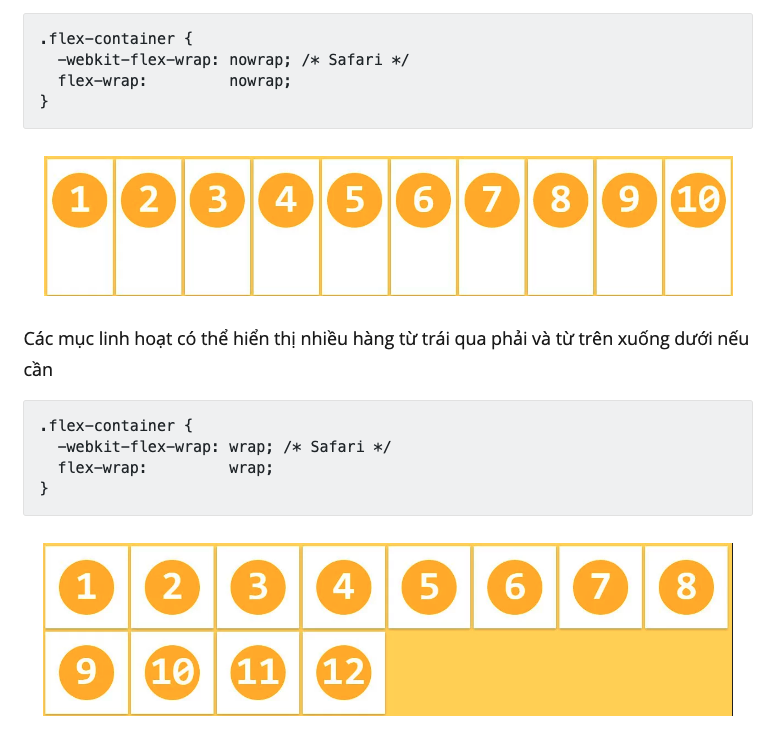 .flex-container {
  -webkit-flex-wrap: nowrap; /* Safari */
  flex-wrap:         nowrap;
}
1 2 3 4 5 6 7 8 9 10
Các mục linh hoạt có thể hiển thị nhiều hàng từ trái qua phải và từ trên xuống dưới nếu
cần
.flex-container {
  -webkit-flex-wrap: wrap; /* Safari */
  flex-wrap:         wrap;
}
1 2 3 4 5 6 7 8
9 10 11 12